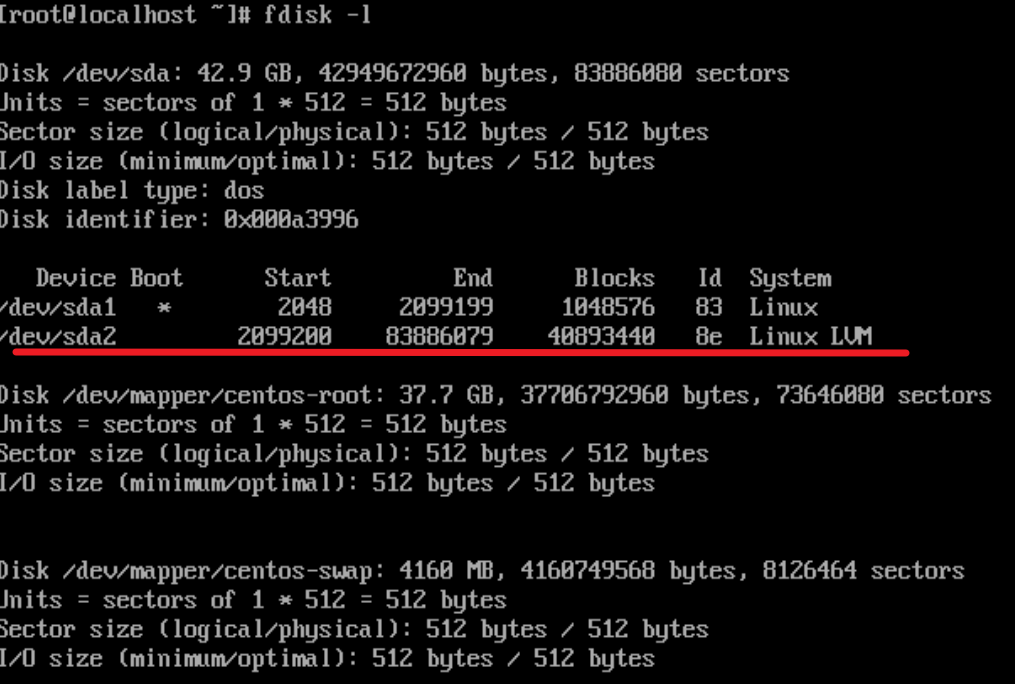 [root@localhost ~]# fdisk -l
Disk /dev/sda: 42.9 GB, 42949672960 bytes, 83886080 sectors
Units = sectors of 1 * 512 = 512 bytes
Sector size (logical/physical): 512 bytes / 512 bytes
I/O size (minimum/optimal): 512 bytes / 512 bytes
Disk label type: dos
Disk identifier: 0x000a3996
Device Boot Start End Blocks Id System
/dev/sda1 * 2048 2099199 1048576 83 Linux
/dev/sda2 2099200 83886079 40893440 8e Linux LVM
Disk /dev/mapper/centos-root: 37.7 GB, 37706792960 bytes, 73646080 sectors
Units = sectors of 1 * 512 = 512 bytes
Sector size (logical/physical): 512 bytes / 512 bytes
I/O size (minimum/optimal): 512 bytes / 512 bytes
Disk /dev/mapper/centos-swap: 4160 MB, 4160749568 bytes, 8126464 sectors
Units = sectors of 1 * 512 = 512 bytes
Sector size (logical/physical): 512 bytes / 512 bytes
I/O size (minimum/optimal): 512 bytes / 512 bytes